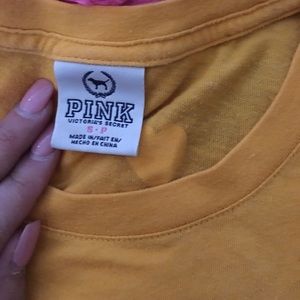 PINK
VICTORIA'S SECRET
S • P
MADE IN/FAIT EN/
HECHO EN CHINA